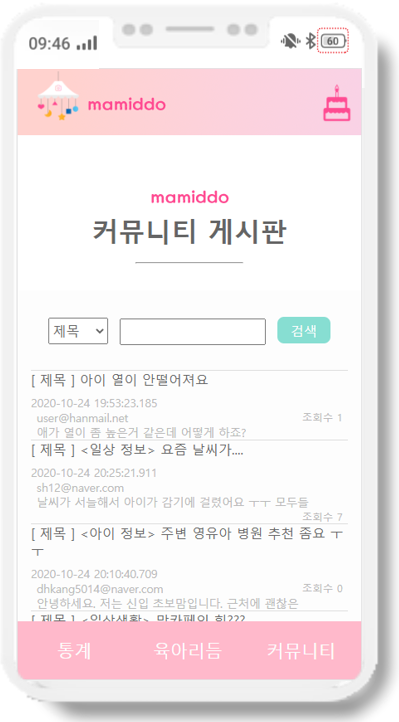 09:46
60
mamiddo
mamiddo
커뮤니티 게시판
제목
검색
[ 제목 ] 아이 열이 안떨어져요
2020-10-24 19:53:23.185
user@hanmail.net
조회수 1
애가 열이 좀 높은거 같은데 어떻게 하죠?
[ 제목 ] <일상 정보> 요즘 날씨가....
2020-10-24 20:25:21.911
sh12@naver.com
날씨가 서늘해서 아이가 감기에 걸렸어요 ㅜㅜ 모두들
조회수 7
[ 제목 ] <아이 정보> 주변 영유아 병원 추천 좀요 ㅜ
ㅜ
2020-10-24 20:10:40.709
dhkang5014@naver.com
조회수 0
안녕하세요. 저는 신입 초보맘입니다. 근처에 괜찮은
[ 제목 ] <일상생활> 맘카페의 힘???
통계
육아리듬
커뮤니티